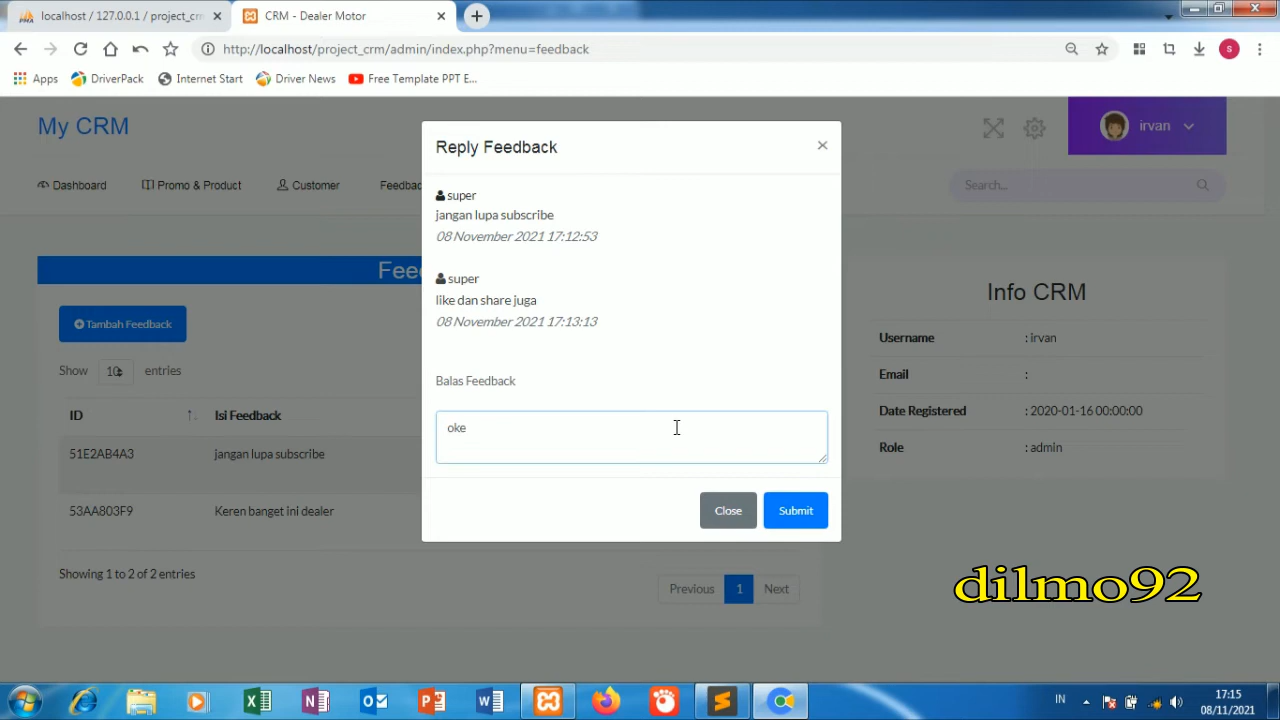 localhost / 127.0.0.1 / project_crm
CRM - Dealer Motor
http://localhost/project_crm/admin/index.php?menu=feedback
S
Apps
DriverPack
Internet Start
Driver News
Free Template PPT E...
My CRM
irvan
Dashboard
Promo & Product
Customer
Feedbac
Search...
Reply Feedback
×
super
jangan lupa subscribe
08 November 2021 17:12:53
super
like dan share juga
08 November 2021 17:13:13
Balas Feedback
oke
Close
Submit
Fee
Tambah Feedback
Show 10 entries
ID
Isi Feedback
51E2AB4A3
jangan lupa subscribe
53AA803F9
Keren banget ini dealer
Showing 1 to 2 of 2 entries
Previous
1
Next
Info CRM
Username : irvan
Email :
Date Registered : 2020-01-16 00:00:00
Role : admin
dilmo92
IN
17:15
08/11/2021